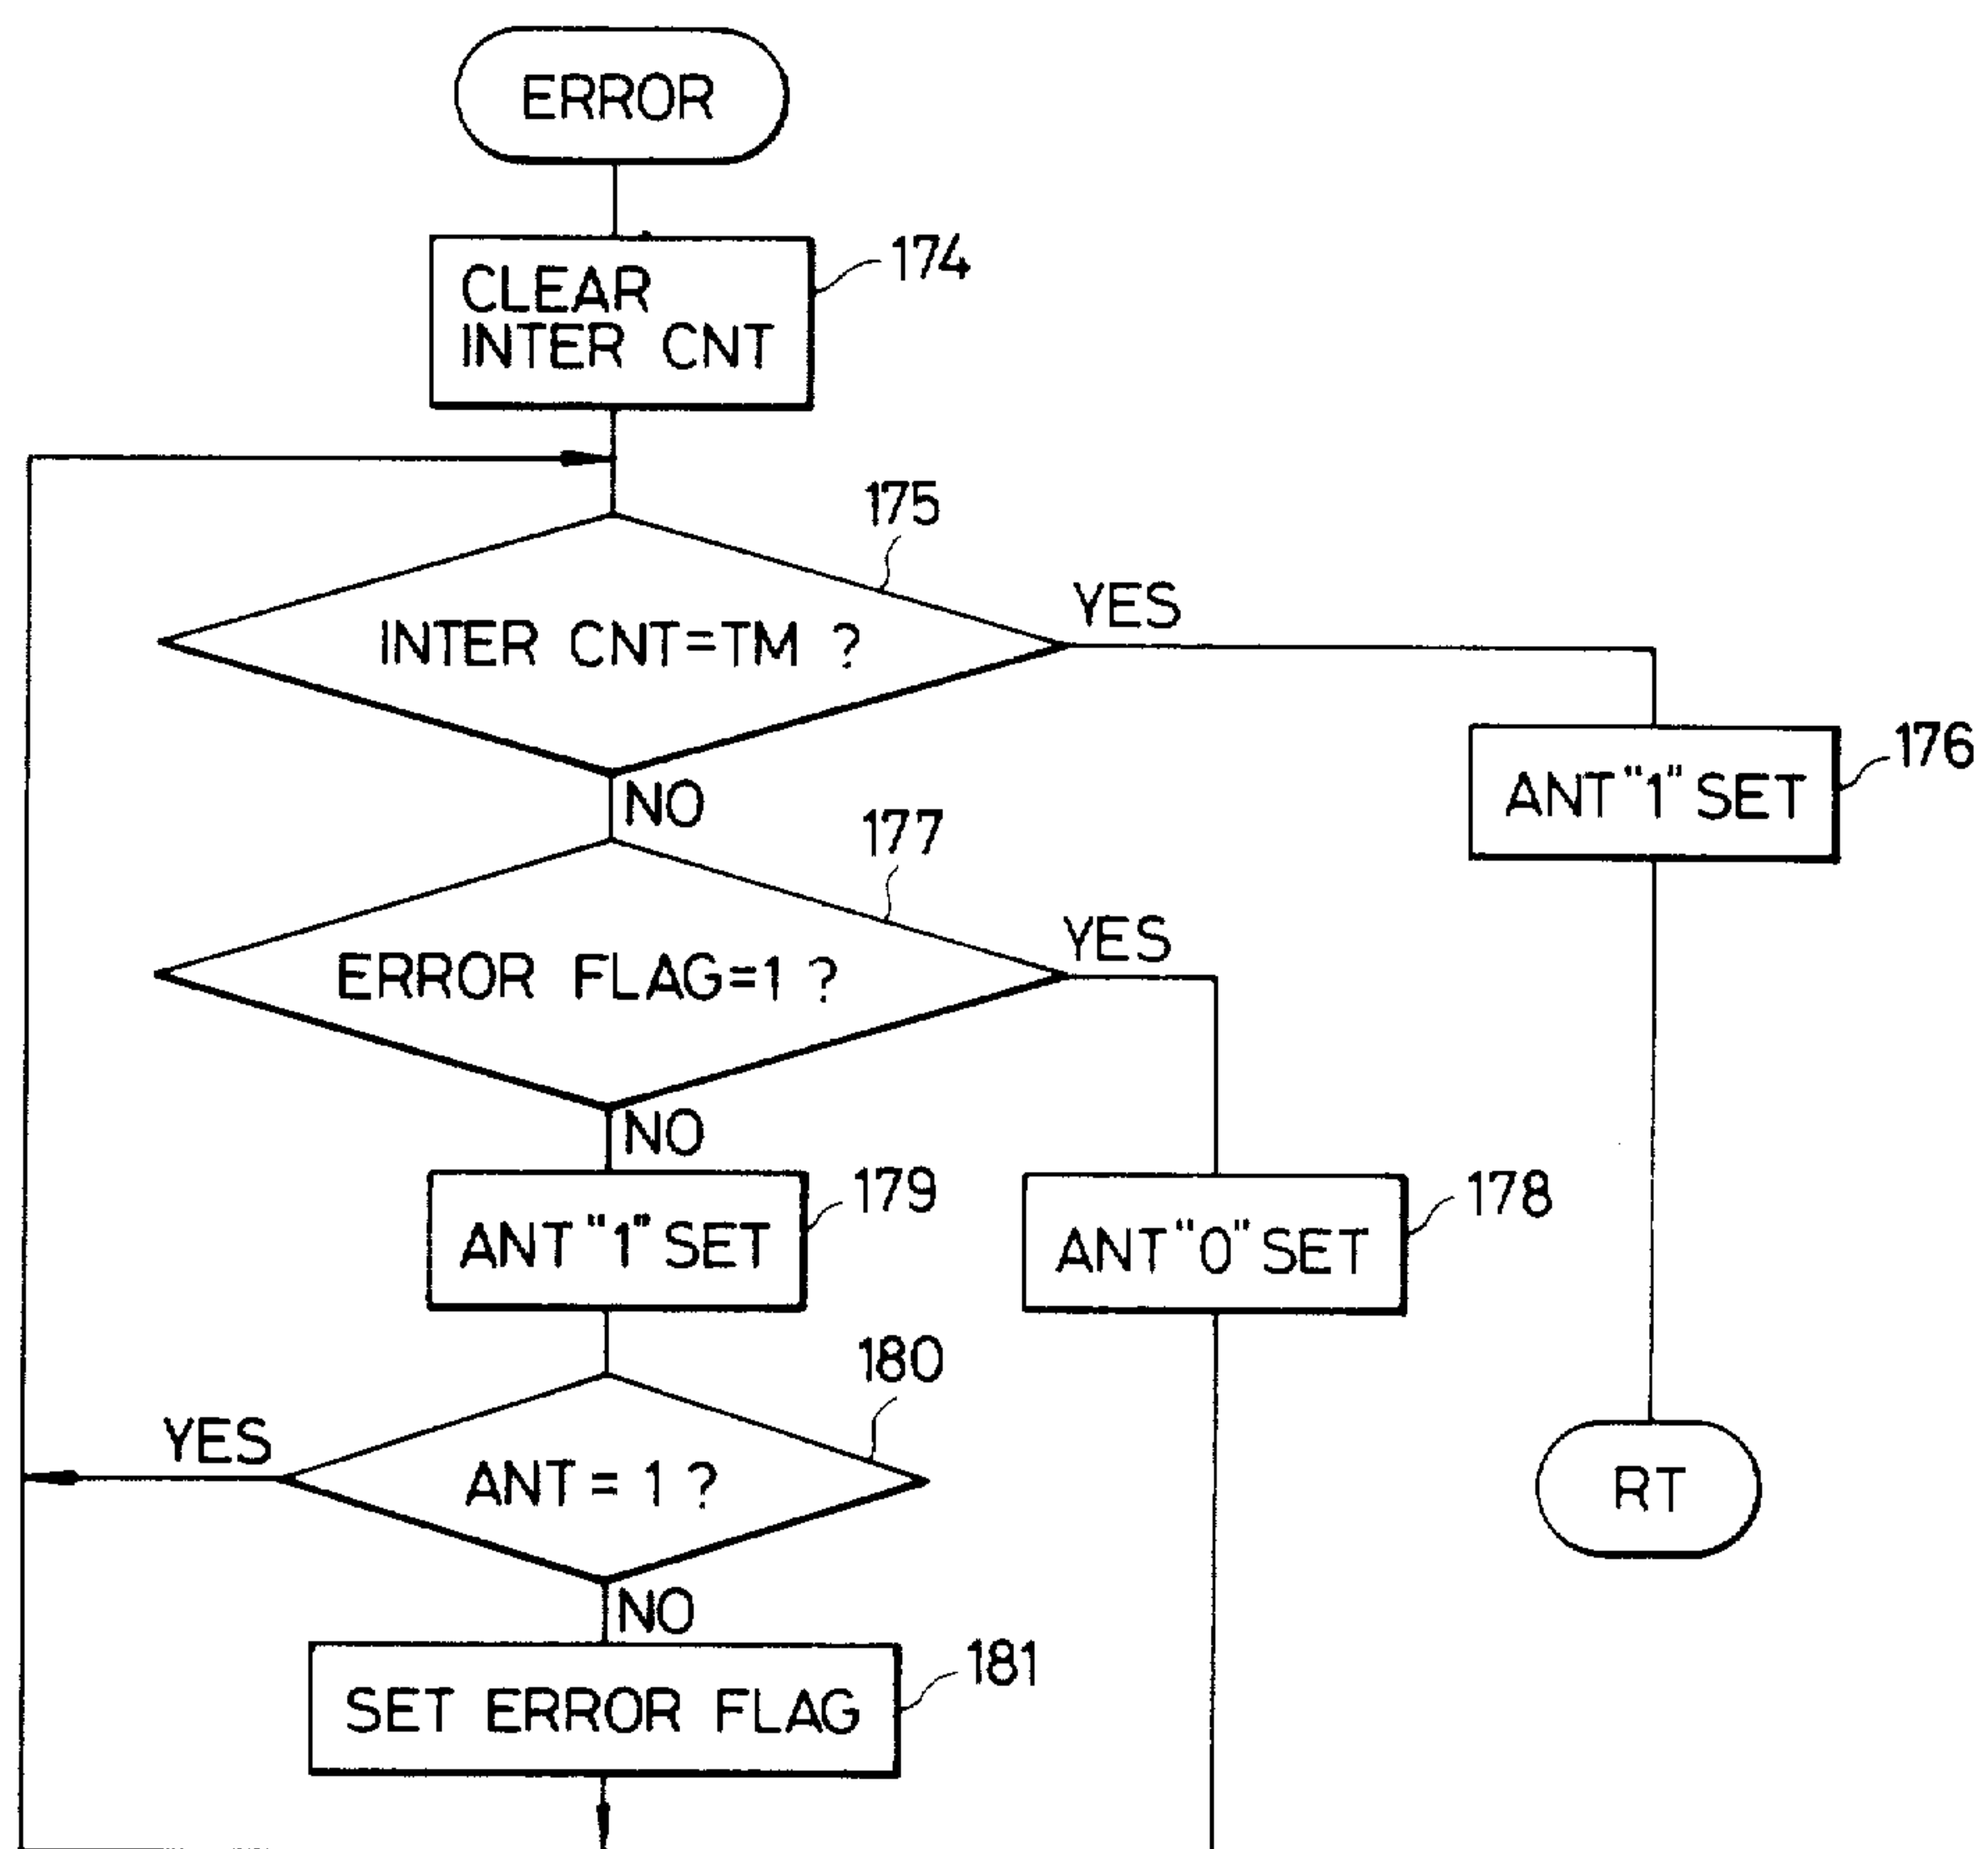 ERROR
174
CLEAR
INTER CNT
175
YES
INTER CNT=TM ?
176
ANT "1" SET
NO
177
YES
ERROR FLAG=1 ?
NO
179
ANT "1" SET
178
ANT "0" SET
180
YES
ANT = 1 ?
RT
NO
181
SET ERROR FLAG